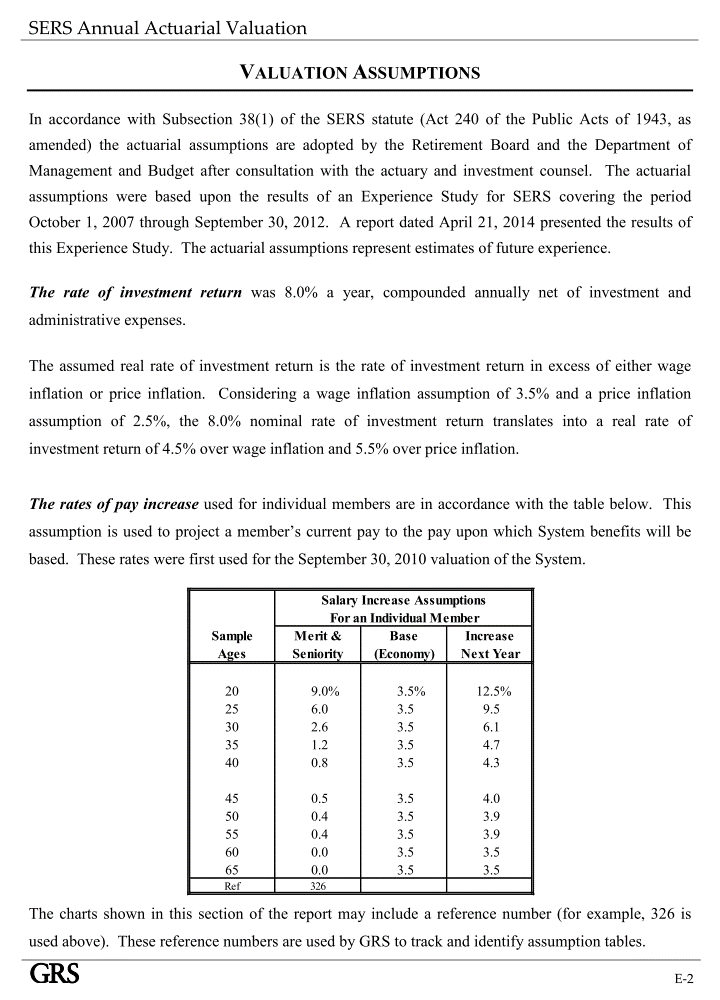 SERS Annual Actuarial Valuation
VALUATION ASSUMPTIONS
In accordance with Subsection 38(1) of the SERS statute (Act 240 of the Public Acts of 1943, as
amended) the actuarial assumptions are adopted by the Retirement Board and the Department of
Management and Budget after consultation with the actuary and investment counsel.  The actuarial
assumptions were based upon the results of an Experience Study for SERS covering the period
October 1, 2007 through September 30, 2012.  A report dated April 21, 2014 presented the results of
this Experience Study.  The actuarial assumptions represent estimates of future experience.
The rate of investment return was 8.0% a year, compounded annually net of investment and
administrative expenses.
The assumed real rate of investment return is the rate of investment return in excess of either wage
inflation or price inflation.  Considering a wage inflation assumption of 3.5% and a price inflation
assumption of 2.5%, the 8.0% nominal rate of investment return translates into a real rate of
investment return of 4.5% over wage inflation and 5.5% over price inflation.
The rates of pay increase used for individual members are in accordance with the table below.  This
assumption is used to project a member's current pay to the pay upon which System benefits will be
based.  These rates were first used for the September 30, 2010 valuation of the System.
Salary Increase Assumptions
For an Individual Member
Sample Merit & Base Increase
Ages Seniority (Economy) Next Year
20 9.0% 3.5% 12.5%
25 6.0 3.5 9.5
30 2.6 3.5 6.1
35 1.2 3.5 4.7
40 0.8 3.5 4.3
45 0.5 3.5 4.0
50 0.4 3.5 3.9
55 0.4 3.5 3.9
60 0.0 3.5 3.5
65 0.0 3.5 3.5
Ref 326
The charts shown in this section of the report may include a reference number (for example, 326 is
used above).  These reference numbers are used by GRS to track and identify assumption tables.
GRS E-2